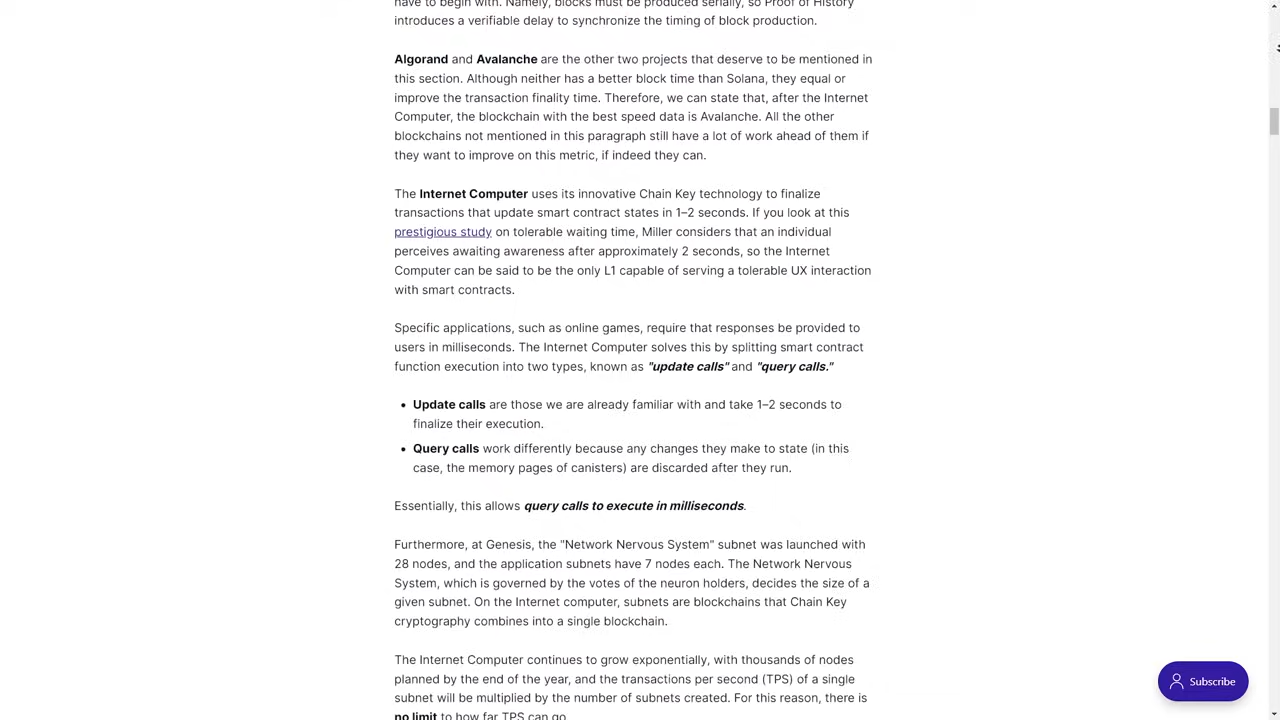 have to begin with. Namely, blocks must be produced serially, so Proof of History
introduces a verifiable delay to synchronize the timing of block production.
Algorand and Avalanche are the other two projects that deserve to be mentioned in
this section. Although neither has a better block time than Solana, they equal or
improve the transaction finality time. Therefore, we can state that, after the Internet
Computer, the blockchain with the best speed data is Avalanche. All the other
blockchains not mentioned in this paragraph still have a lot of work ahead of them if
they want to improve on this metric, if indeed they can.
The Internet Computer uses its innovative Chain Key technology to finalize
transactions that update smart contract states in 1–2 seconds. If you look at this
prestigious study on tolerable waiting time, Miller considers that an individual
perceives awaiting awareness after approximately 2 seconds, so the Internet
Computer can be said to be the only L1 capable of serving a tolerable UX interaction
with smart contracts.
Specific applications, such as online games, require that responses be provided to
users in milliseconds. The Internet Computer solves this by splitting smart contract
function execution into two types, known as "update calls" and "query calls."
• Update calls are those we are already familiar with and take 1–2 seconds to
finalize their execution.
• Query calls work differently because any changes they make to state (in this
case, the memory pages of canisters) are discarded after they run.
Essentially, this allows query calls to execute in milliseconds.
Furthermore, at Genesis, the "Network Nervous System" subnet was launched with
28 nodes, and the application subnets have 7 nodes each. The Network Nervous
System, which is governed by the votes of the neuron holders, decides the size of a
given subnet. On the Internet computer, subnets are blockchains that Chain Key
cryptography combines into a single blockchain.
The Internet Computer continues to grow exponentially, with thousands of nodes
planned by the end of the year, and the transactions per second (TPS) of a single
subnet will be multiplied by the number of subnets created. For this reason, there is
no limit to how far TPS can go.
Subscribe